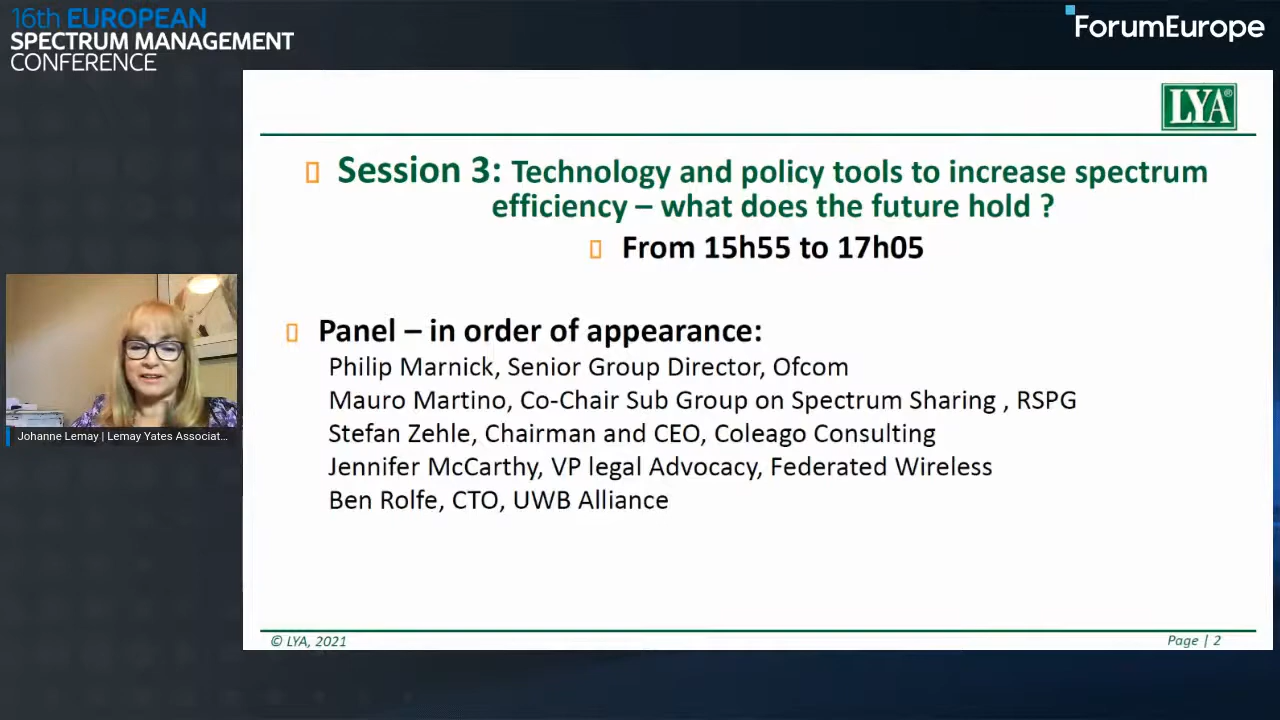 16th EUROPEAN
SPECTRUM MANAGEMENT
CONFERENCE
ForumEurope
LYA®
Session 3: Technology and policy tools to increase spectrum
efficiency – what does the future hold ?
From 15h55 to 17h05
Panel – in order of appearance:
Philip Marnick, Senior Group Director, Ofcom
Mauro Martino, Co-Chair Sub Group on Spectrum Sharing , RSPG
Stefan Zehle, Chairman and CEO, Coleago Consulting
Jennifer McCarthy, VP legal Advocacy, Federated Wireless
Ben Rolfe, CTO, UWB Alliance
Johanne Lemay | Lemay Yates Associat...
© LYA, 2021
Page | 2